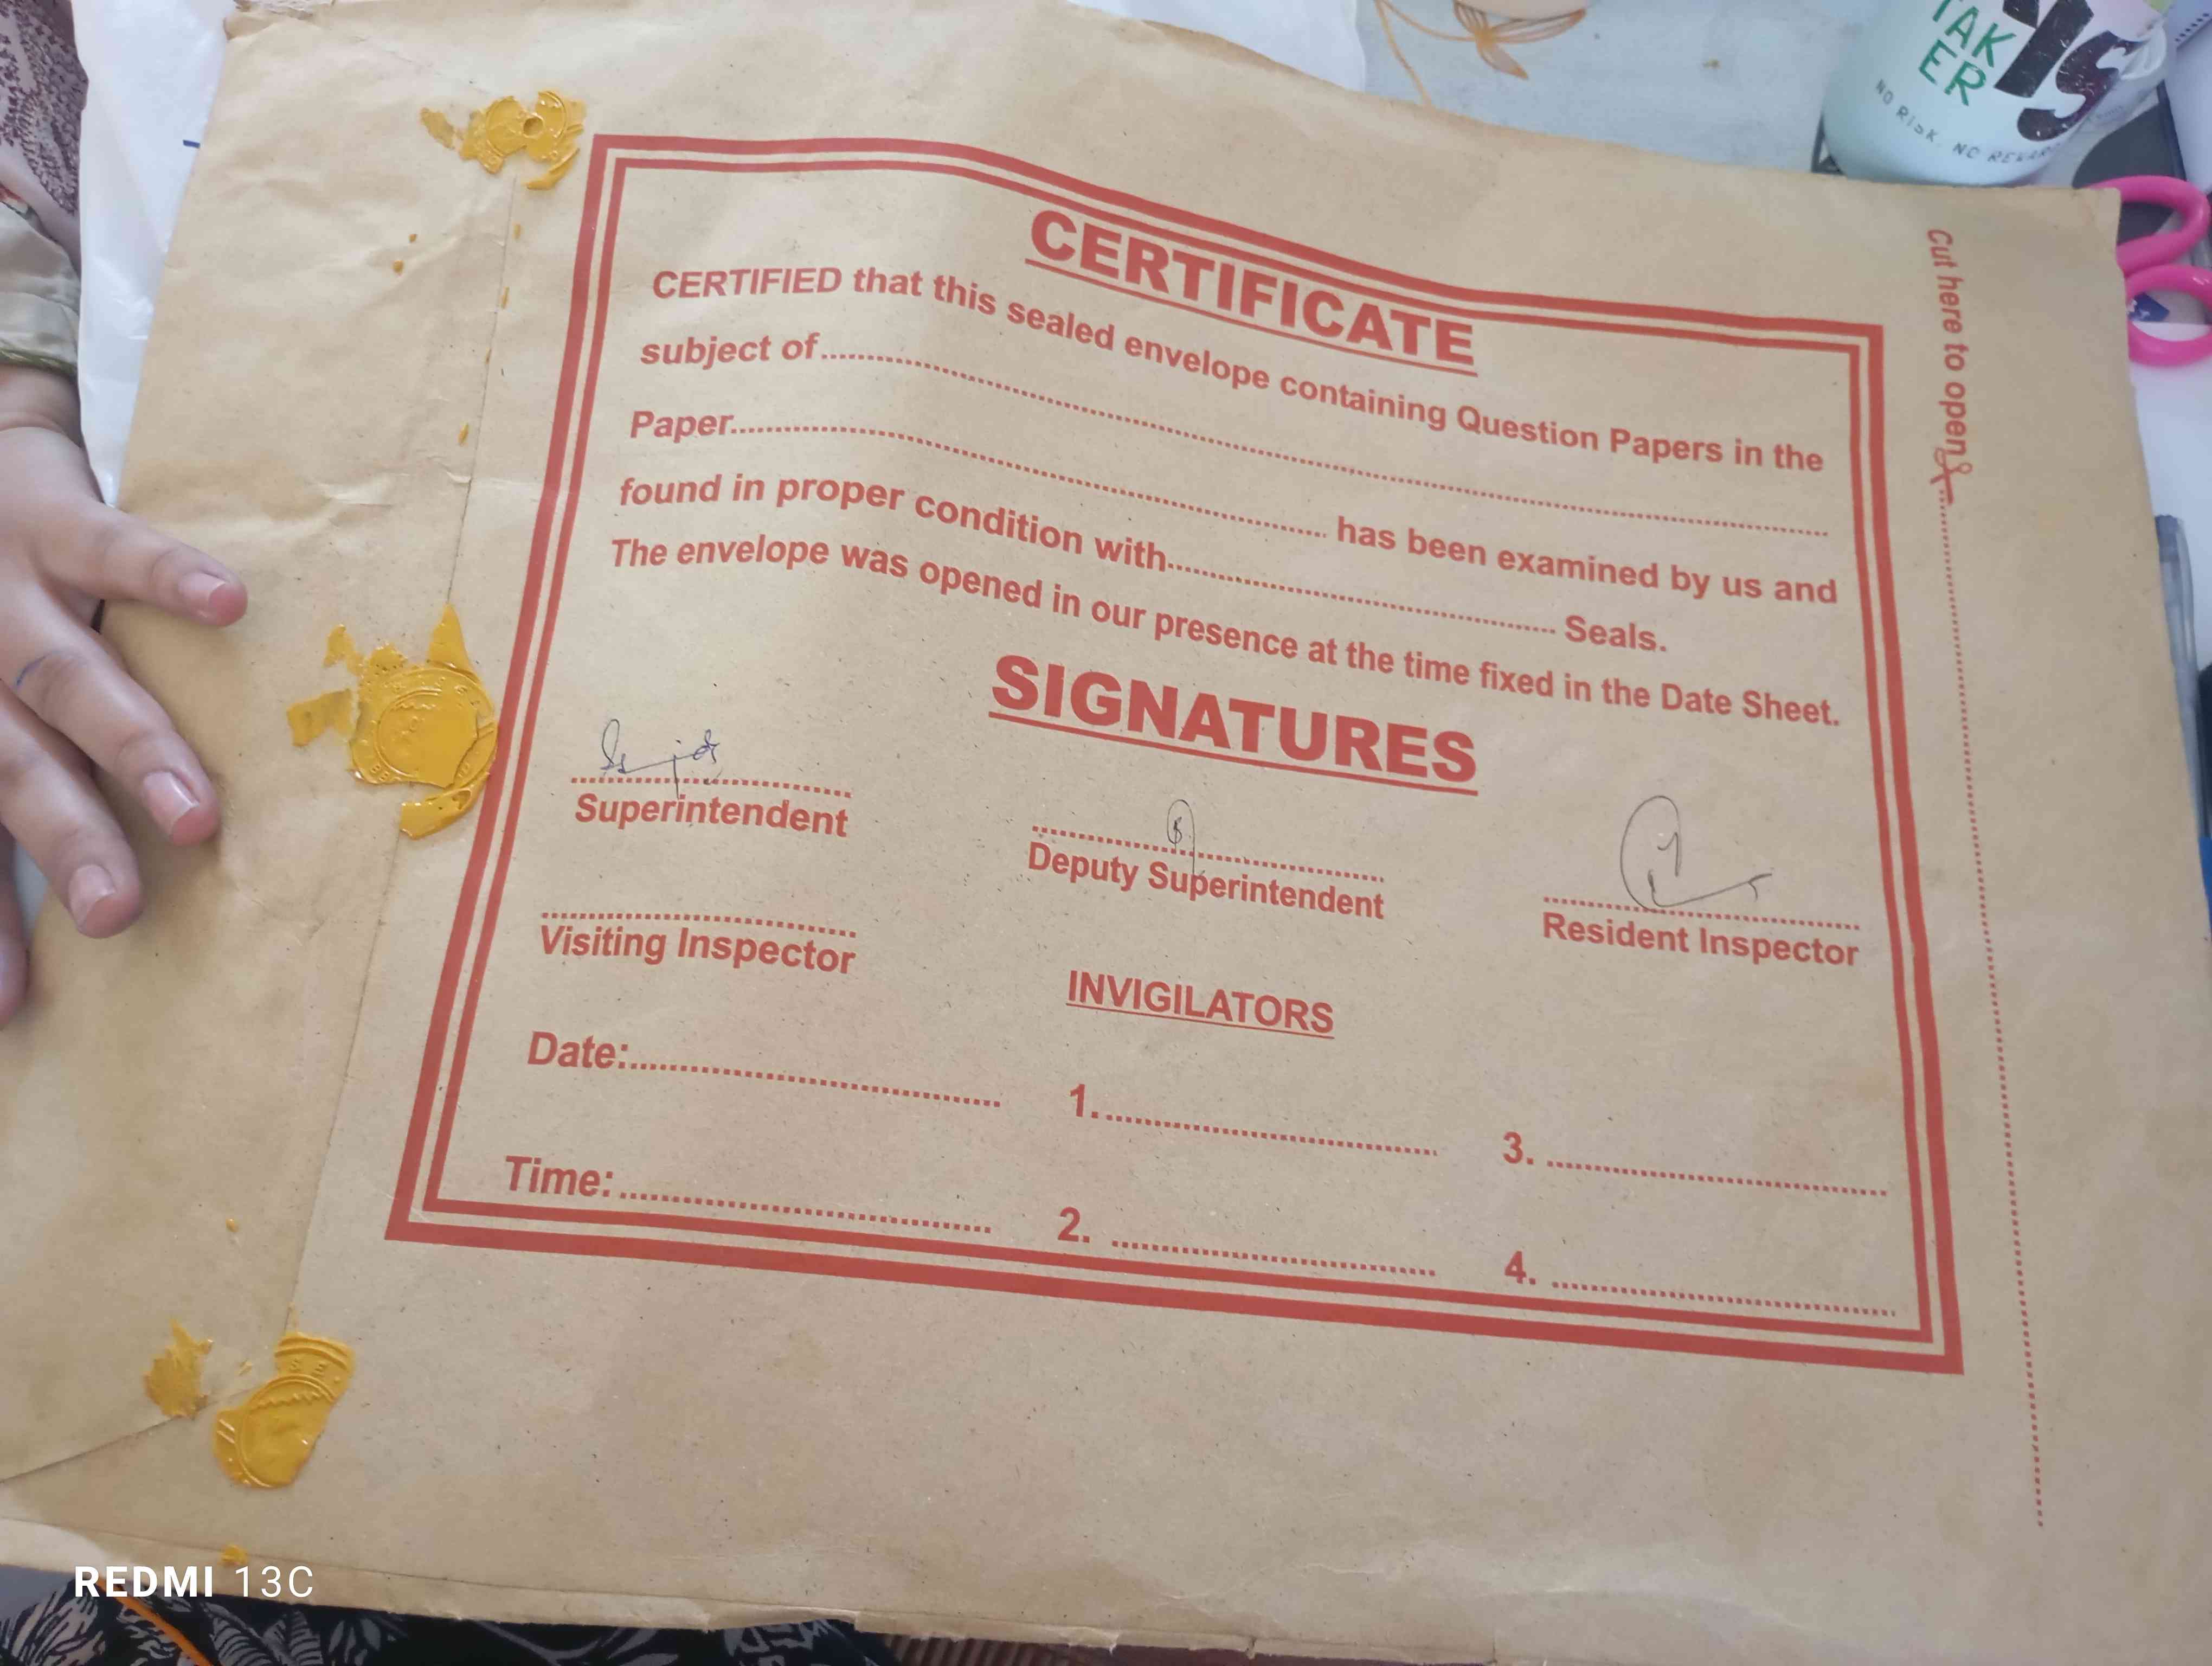 CERTIFICATE
CERTIFIED that this sealed envelope containing Question Papers in the
subject of
Paper has been examined by us and
found in proper condition with Seals.
The envelope was opened in our presence at the time fixed in the Date Sheet.
SIGNATURES
Superintendent
Deputy Superintendent
Resident Inspector
Visiting Inspector
INVIGILATORS
Date:
1.
3.
Time:
2.
4.
Cut here to open
TAK
ER
NO RISK. NO
REDMI 13C